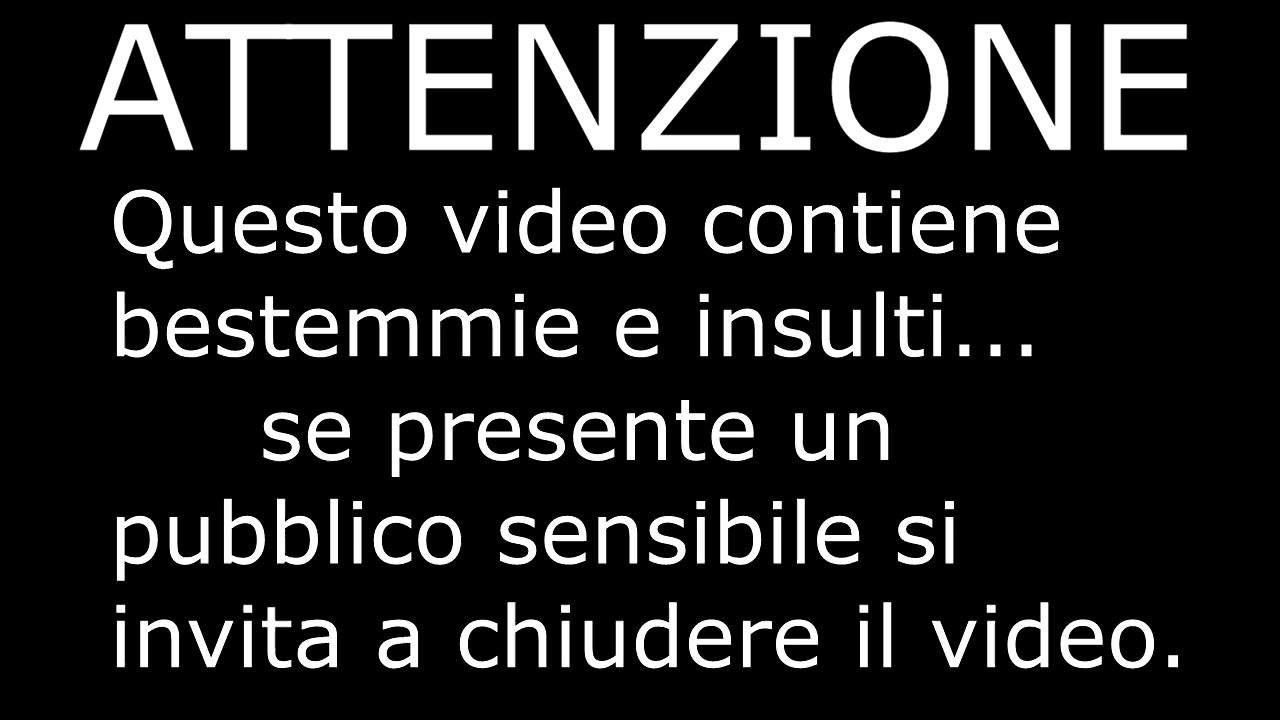 ATTENZIONE
Questo video contiene
bestemmie e insulti...
se presente un
pubblico sensibile si
invita a chiudere il video.